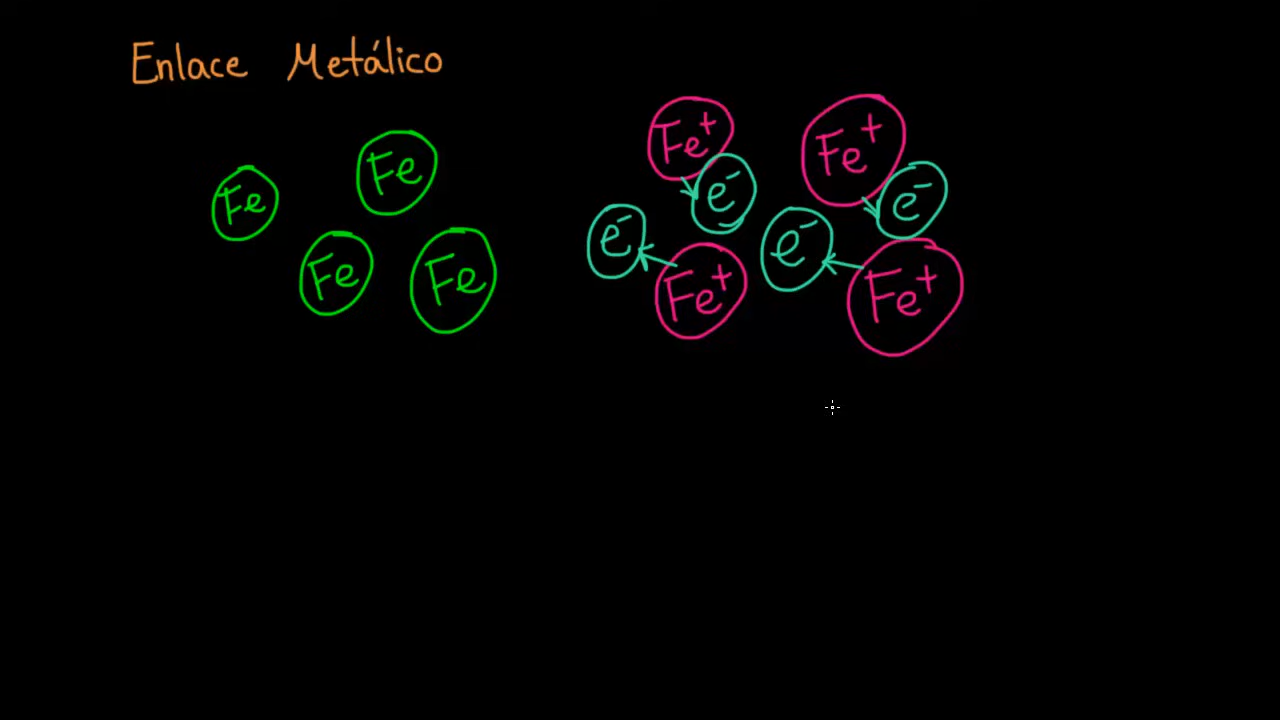 Enlace Metálico
Fe⁺ Fe⁺
Fe Fe e⁻ e⁻
e⁻ e⁻
Fe Fe Fe⁺ Fe⁺